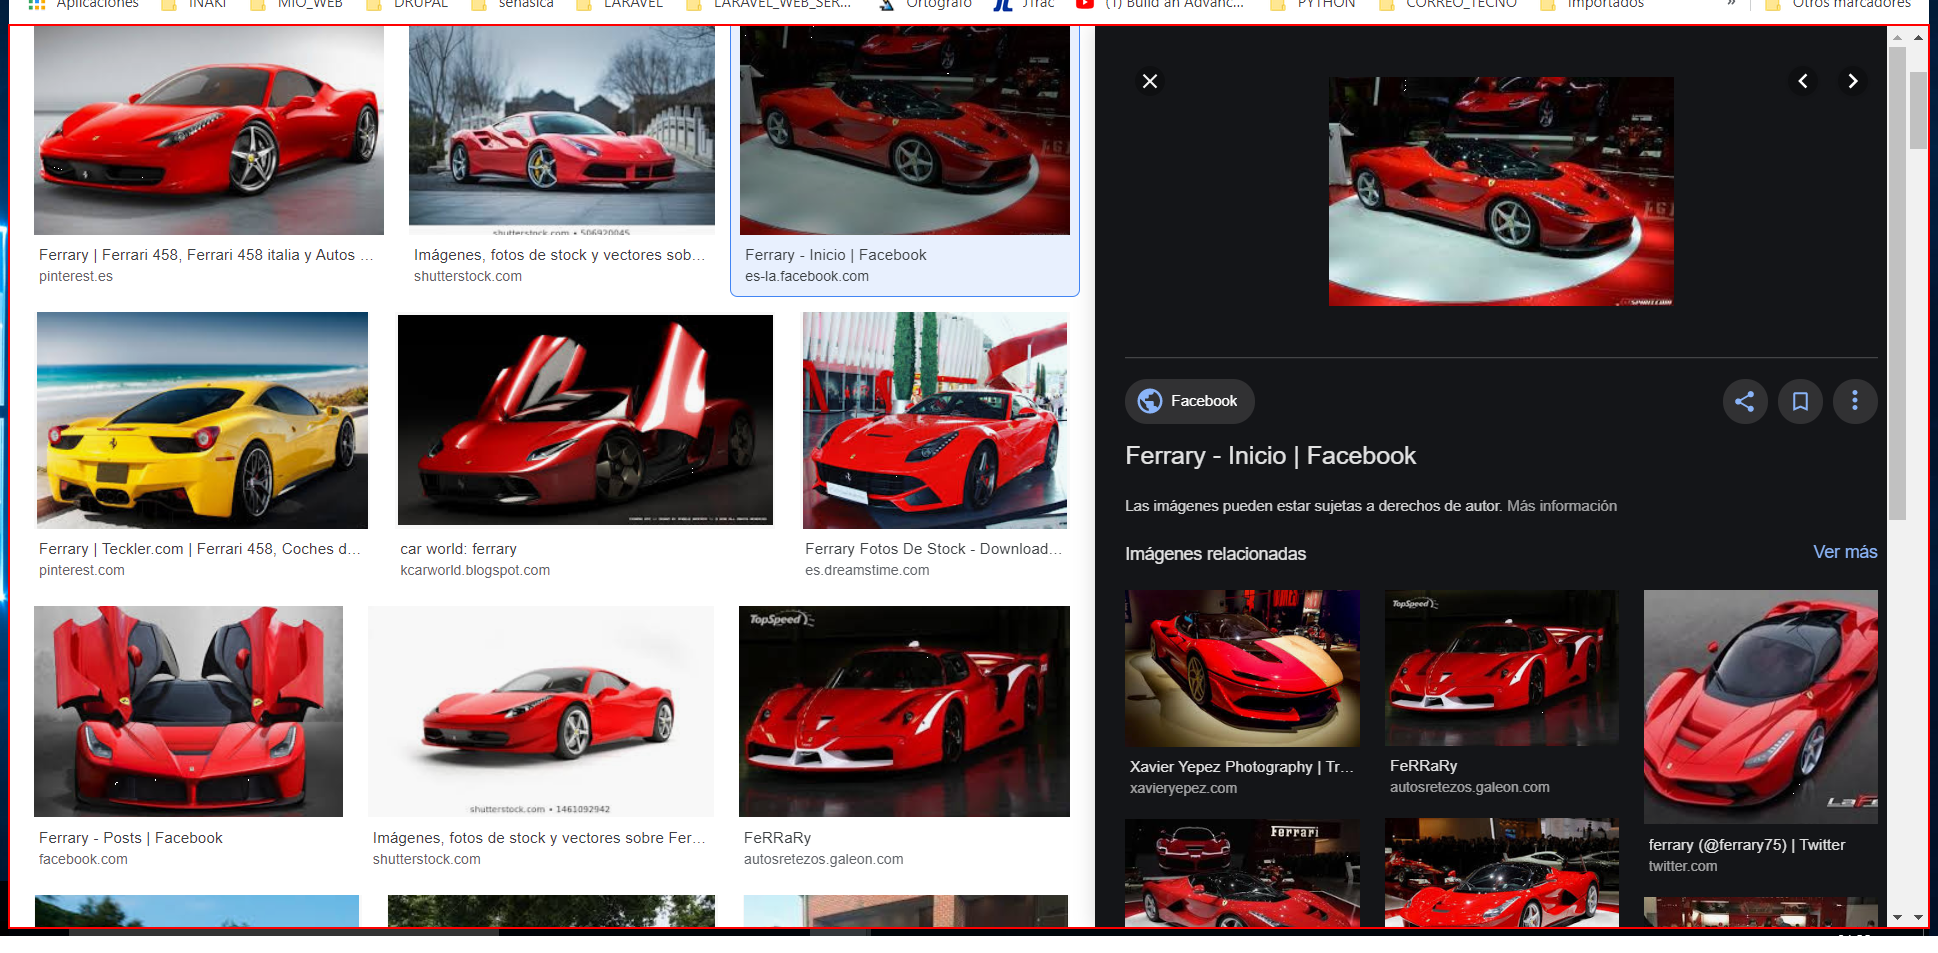 Aplicaciones
IÑAKI
MIO_WEB
DRUPAL
senasica
LARAVEL
LARAVEL_WEB_SER...
Ortografo
JTrac
(1) Build an Advanc...
PYTHON
CORREO_TECNO
Importados
»
Otros marcadores
shutterstock.com • 506920045
Ferrary | Ferrari 458, Ferrari 458 italia y Autos ...
pinterest.es
Imágenes, fotos de stock y vectores sob...
shutterstock.com
Ferrary - Inicio | Facebook
es-la.facebook.com
Ferrary | Teckler.com | Ferrari 458, Coches d...
pinterest.com
car world: ferrary
kcarworld.blogspot.com
Ferrary Fotos De Stock - Download...
es.dreamstime.com
TopSpeed
shutterstock.com • 1461092942
Ferrary - Posts | Facebook
facebook.com
Imágenes, fotos de stock y vectores sobre Fer...
shutterstock.com
FeRRaRy
autosretezos.galeon.com
Facebook
Ferrary - Inicio | Facebook
Las imágenes pueden estar sujetas a derechos de autor. Más información
Imágenes relacionadas
Ver más
TopSpeed
Xavier Yepez Photography | Tr...
xavieryepez.com
FeRRaRy
autosretezos.galeon.com
LaF
ferrary (@ferrary75) | Twitter
twitter.com
Ferrari